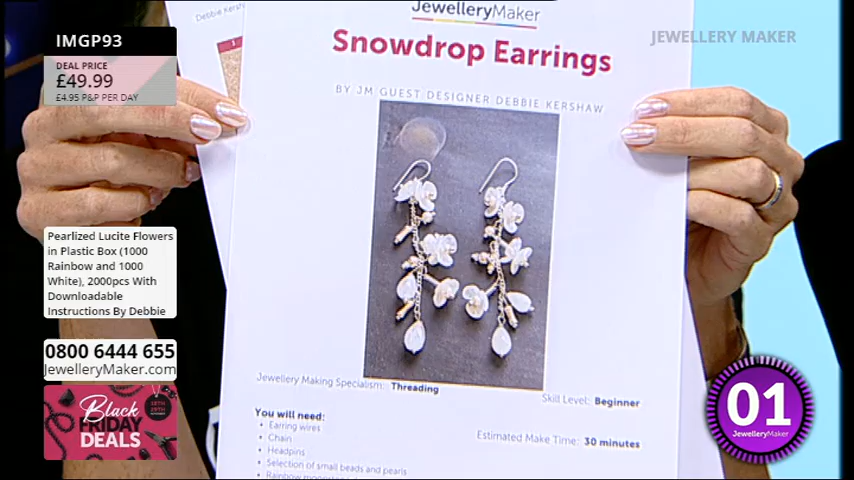 IMGP93
DEAL PRICE
£49.99
£4.95 P&P PER DAY
Pearlized Lucite Flowers
in Plastic Box (1000
Rainbow and 1000
White), 2000pcs With
Downloadable
Instructions By Debbie
0800 6444 655
JewelleryMaker.com
Black
FRIDAY
DEALS
Debbie Kersha
JewelleryMaker
Snowdrop Earrings
BY JM GUEST DESIGNER DEBBIE KERSHAW
Jewellery Making Specialism: Threading
Skill Level: Beginner
You will need:
Estimated Make Time: 30 minutes
• Earring wires
• Chain
• Headpins
• Selection of small beads and pearls
• Rainbow
JEWELLERY MAKER
01
JewelleryMaker